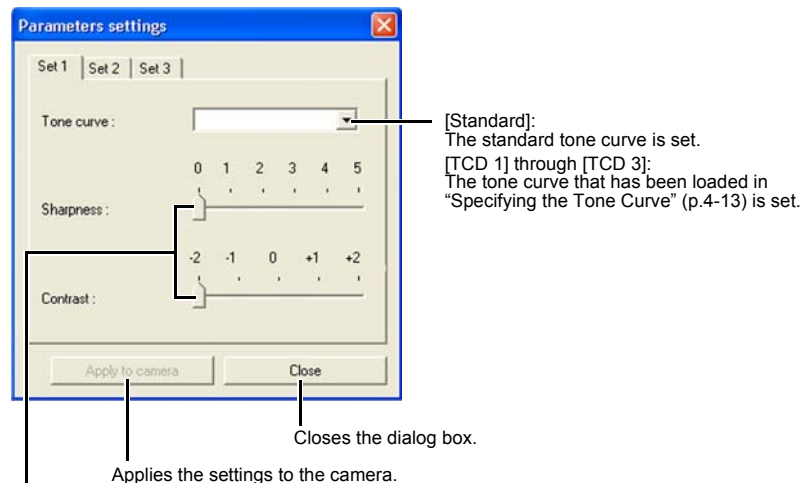 Parameters settings
Set 1 Set 2 Set 3
Tone curve :
0 1 2 3 4 5
Sharpness :
-2 -1 0 +1 +2
Contrast :
Apply to camera Close
[Standard]:
The standard tone curve is set.
[TCD 1] through [TCD 3]:
The tone curve that has been loaded in
“Specifying the Tone Curve” (p.4-13) is set.
Closes the dialog box.
Applies the settings to the camera.